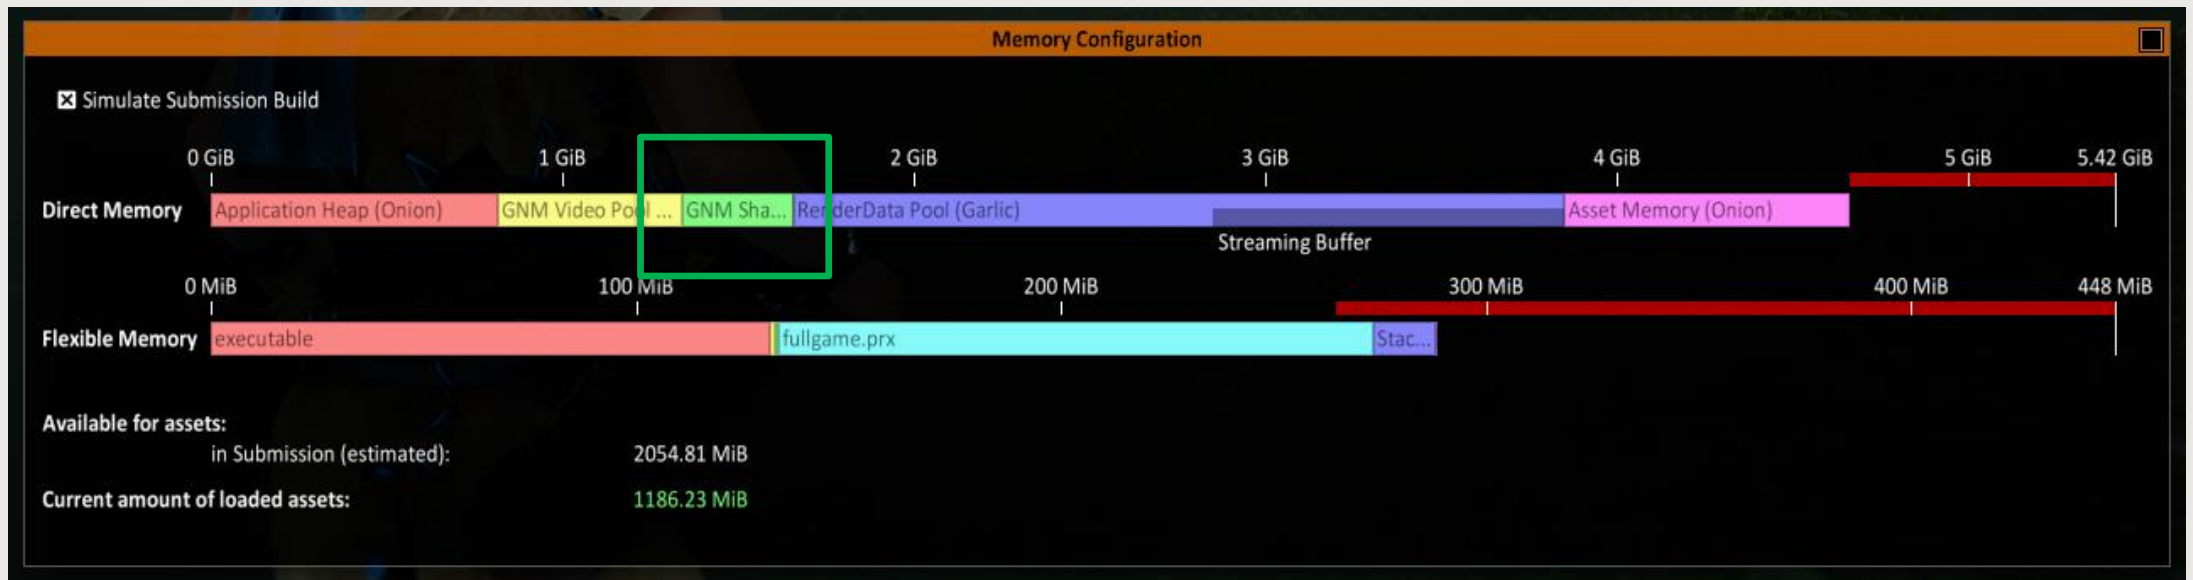 Memory Configuration
Simulate Submission Build
0 GiB 1 GiB 2 GiB 3 GiB 4 GiB 5 GiB 5.42 GiB
Direct Memory Application Heap (Onion) GNM Video Pool ... GNM Sha... RenderData Pool (Garlic) Asset Memory (Onion)
Streaming Buffer
0 MiB 100 MiB 200 MiB 300 MiB 400 MiB 448 MiB
Flexible Memory executable fullgame.prx Stac...
Available for assets:
in Submission (estimated): 2054.81 MiB
Current amount of loaded assets: 1186.23 MiB